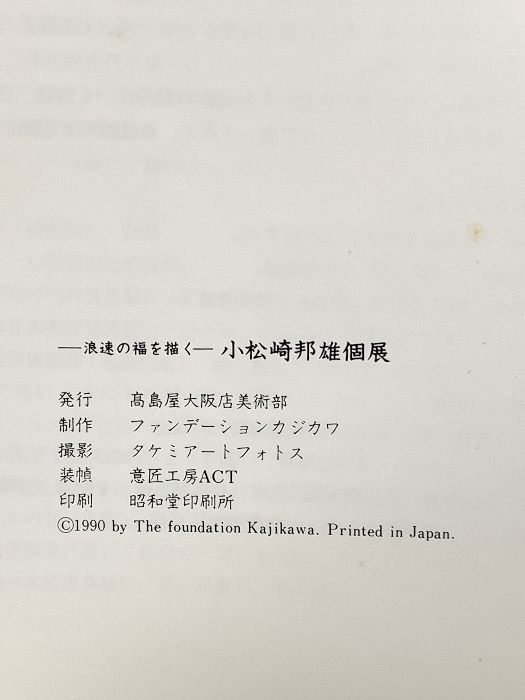 ―浪速の福を描く― 小松崎邦雄個展
発行 髙島屋大阪店美術部
制作 ファンデーションカジカワ
撮影 タケミアートフォトス
装幀 意匠工房ACT
印刷 昭和堂印刷所
©1990 by The foundation Kajikawa. Printed in Japan.